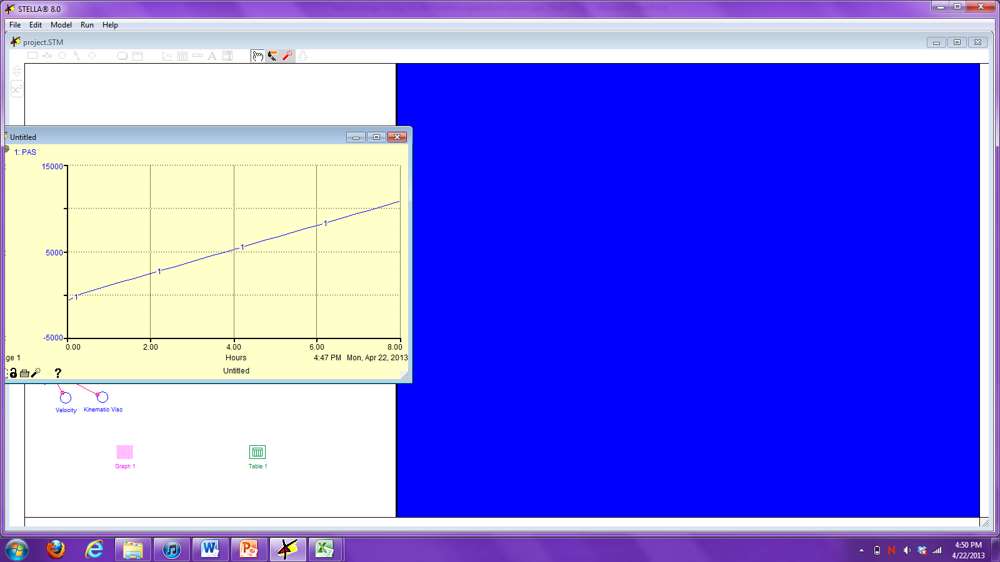 STELLA® 8.0
File Edit Model Run Help
project.STM
A
X²
Untitled
1: PAS
15000
5000
-5000
1
1
1
1
0.00 2.00 4.00 6.00 8.00
ge 1 Hours 4:47 PM Mon, Apr 22, 2013
? Untitled
Velocity Kinematic Visc
Graph 1 Table 1
4:50 PM
4/22/2013